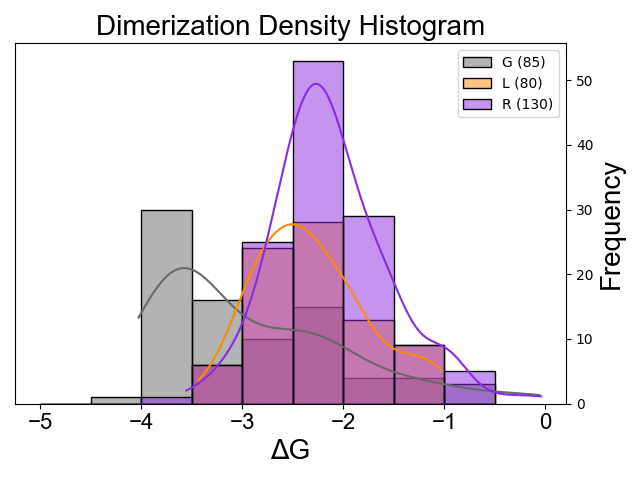 Dimerization Density Histogram
G (85)
L (80)
R (130)
50
40
30
20
10
0
Frequency
−5 −4 −3 −2 −1 0
ΔG